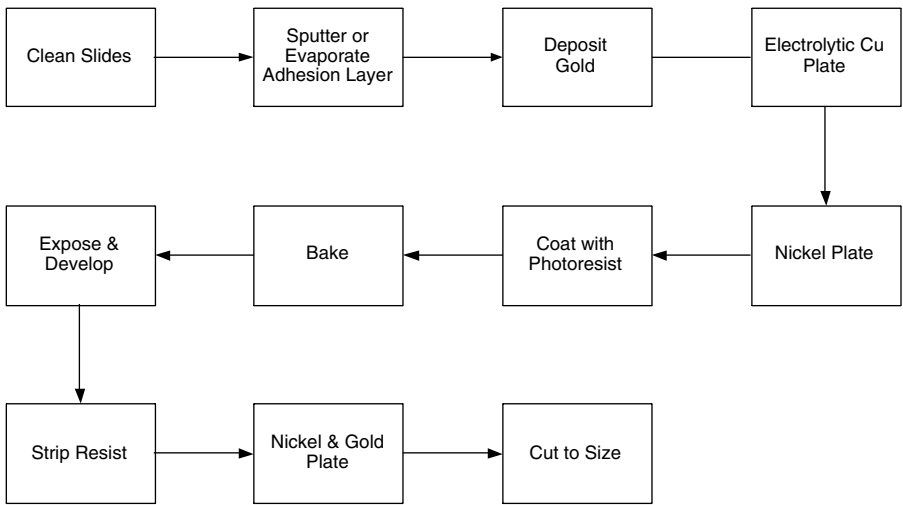 Clean Slides
Sputter or
Evaporate
Adhesion Layer
Deposit
Gold
Electrolytic Cu
Plate
Expose &
Develop
Bake
Coat with
Photoresist
Nickel Plate
Strip Resist
Nickel & Gold
Plate
Cut to Size